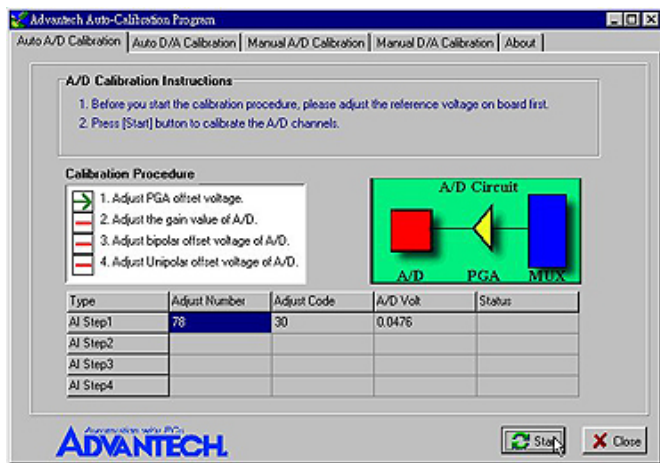 Advantech Auto-Calibration Program
Auto A/D Calibration Auto D/A Calibration Manual A/D Calibration Manual D/A Calibration About
A/D Calibration Instructions
1. Before you start the calibration procedure, please adjust the reference voltage on board first.
2. Press [Start] button to calibrate the A/D channels.
Calibration Procedure
1. Adjust PGA offset voltage.
2. Adjust the gain value of A/D.
3. Adjust bipolar offset voltage of A/D.
4. Adjust Unipolar offset voltage of A/D.
A/D Circuit
A/D PGA MUX
Type Adjust Number Adjust Code A/D Volt Status
AI Step1 78 30 0.0476
AI Step2
AI Step3
AI Step4
Automation with PCs
ADVANTECH
Start Close